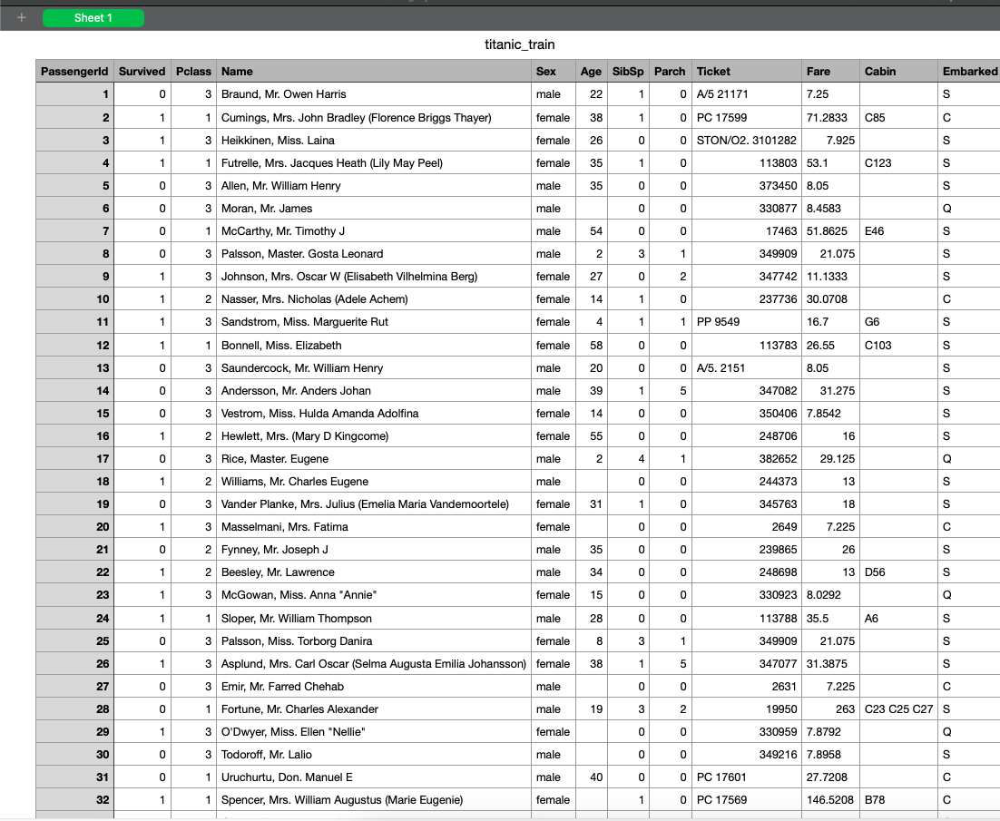 + Sheet 1
titanic_train
PassengerId Survived Pclass Name Sex Age SibSp Parch Ticket Fare Cabin Embarked
1 0 3 Braund, Mr. Owen Harris male 22 1 0 A/5 21171 7.25 S
2 1 1 Cumings, Mrs. John Bradley (Florence Briggs Thayer) female 38 1 0 PC 17599 71.2833 C85 C
3 1 3 Heikkinen, Miss. Laina female 26 0 0 STON/O2. 3101282 7.925 S
4 1 1 Futrelle, Mrs. Jacques Heath (Lily May Peel) female 35 1 0 113803 53.1 C123 S
5 0 3 Allen, Mr. William Henry male 35 0 0 373450 8.05 S
6 0 3 Moran, Mr. James male 0 0 330877 8.4583 Q
7 0 1 McCarthy, Mr. Timothy J male 54 0 0 17463 51.8625 E46 S
8 0 3 Palsson, Master. Gosta Leonard male 2 3 1 349909 21.075 S
9 1 3 Johnson, Mrs. Oscar W (Elisabeth Vilhelmina Berg) female 27 0 2 347742 11.1333 S
10 1 2 Nasser, Mrs. Nicholas (Adele Achem) female 14 1 0 237736 30.0708 C
11 1 3 Sandstrom, Miss. Marguerite Rut female 4 1 1 PP 9549 16.7 G6 S
12 1 1 Bonnell, Miss. Elizabeth female 58 0 0 113783 26.55 C103 S
13 0 3 Saundercock, Mr. William Henry male 20 0 0 A/5. 2151 8.05 S
14 0 3 Andersson, Mr. Anders Johan male 39 1 5 347082 31.275 S
15 0 3 Vestrom, Miss. Hulda Amanda Adolfina female 14 0 0 350406 7.8542 S
16 1 2 Hewlett, Mrs. (Mary D Kingcome) female 55 0 0 248706 16 S
17 0 3 Rice, Master. Eugene male 2 4 1 382652 29.125 Q
18 1 2 Williams, Mr. Charles Eugene male 0 0 244373 13 S
19 0 3 Vander Planke, Mrs. Julius (Emelia Maria Vandemoortele) female 31 1 0 345763 18 S
20 1 3 Masselmani, Mrs. Fatima female 0 0 2649 7.225 C
21 0 2 Fynney, Mr. Joseph J male 35 0 0 239865 26 S
22 1 2 Beesley, Mr. Lawrence male 34 0 0 248698 13 D56 S
23 1 3 McGowan, Miss. Anna "Annie" female 15 0 0 330923 8.0292 Q
24 1 1 Sloper, Mr. William Thompson male 28 0 0 113788 35.5 A6 S
25 0 3 Palsson, Miss. Torborg Danira female 8 3 1 349909 21.075 S
26 1 3 Asplund, Mrs. Carl Oscar (Selma Augusta Emilia Johansson) female 38 1 5 347077 31.3875 S
27 0 3 Emir, Mr. Farred Chehab male 0 0 2631 7.225 C
28 0 1 Fortune, Mr. Charles Alexander male 19 3 2 19950 263 C23 C25 C27 S
29 1 3 O'Dwyer, Miss. Ellen "Nellie" female 0 0 330959 7.8792 Q
30 0 3 Todoroff, Mr. Lalio male 0 0 349216 7.8958 S
31 0 1 Uruchurtu, Don. Manuel E male 40 0 0 PC 17601 27.7208 C
32 1 1 Spencer, Mrs. William Augustus (Marie Eugenie) female 1 0 PC 17569 146.5208 B78 C